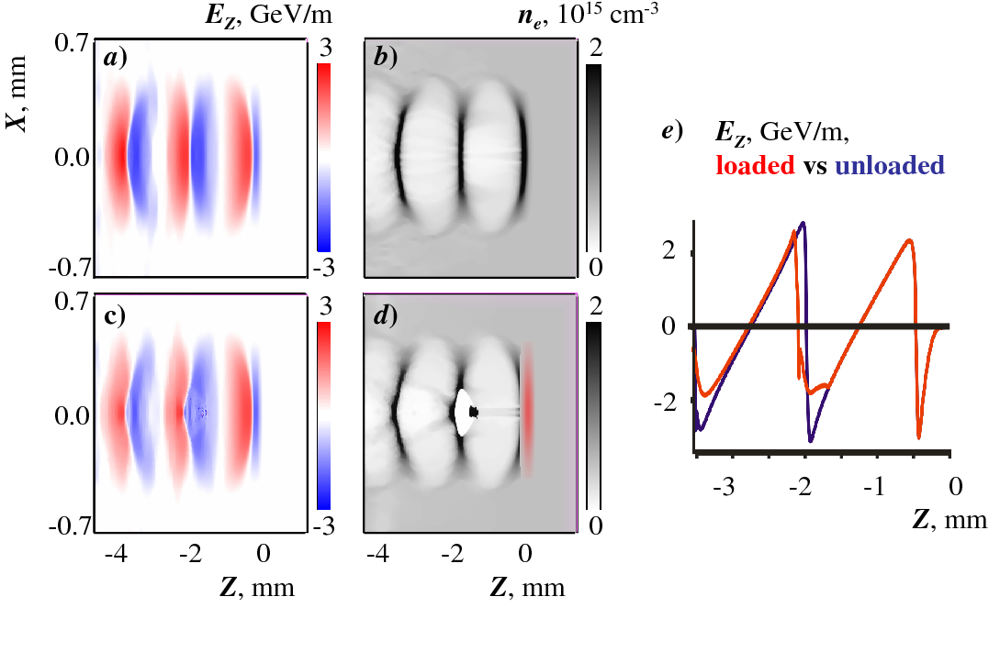 E_Z, GeV/m
n_e, 10^15 cm^-3
0.7
a)
3
b)
2
X, mm
0.0
-0.7
-3
0
0.7
c)
3
d)
2
0.0
-0.7
-3
0
-4 -2 0
-4 -2 0
Z, mm
Z, mm
e) E_Z, GeV/m,
loaded vs unloaded
2
0
-2
-3 -2 -1 0
Z, mm